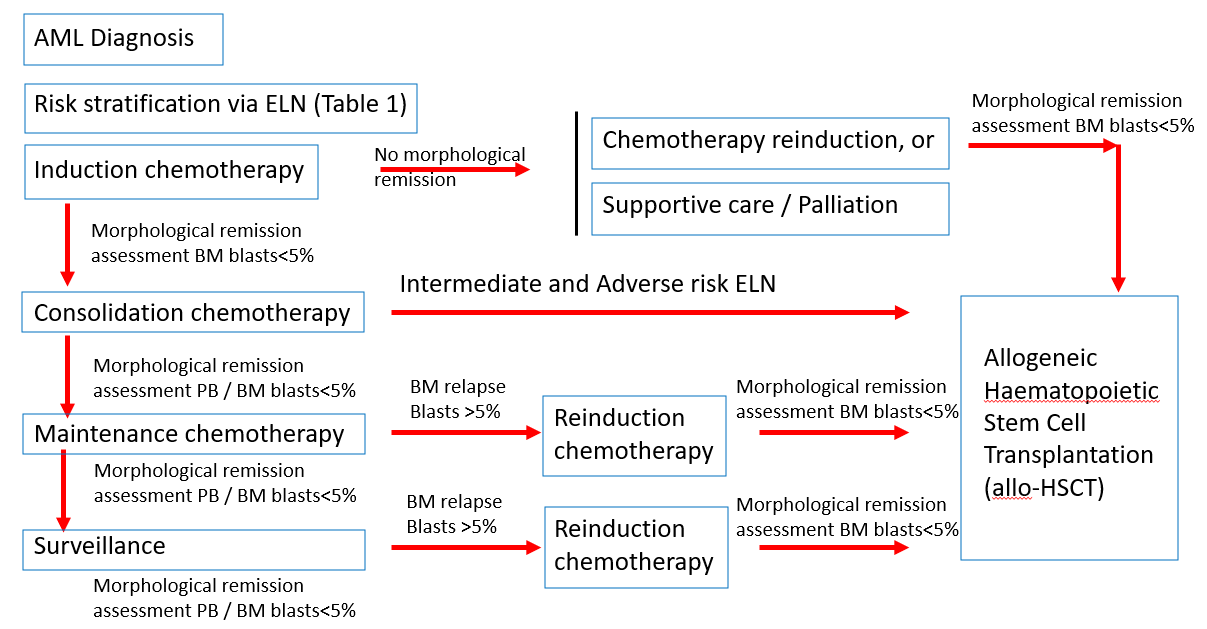 AML Diagnosis
Risk stratification via ELN (Table 1)
Induction chemotherapy
No morphological
remission
Chemotherapy reinduction, or
Supportive care / Palliation
Morphological remission
assessment BM blasts<5%
Morphological remission
assessment BM blasts<5%
Consolidation chemotherapy
Intermediate and Adverse risk ELN
Allogeneic
Haematopoietic
Stem Cell
Transplantation
(allo-HSCT)
Morphological remission
assessment PB / BM blasts<5%
Maintenance chemotherapy
BM relapse
Blasts >5%
Reinduction
chemotherapy
Morphological remission
assessment BM blasts<5%
Morphological remission
assessment PB / BM blasts<5%
Surveillance
BM relapse
Blasts >5%
Reinduction
chemotherapy
Morphological remission
assessment BM blasts<5%
Morphological remission
assessment PB / BM blasts<5%